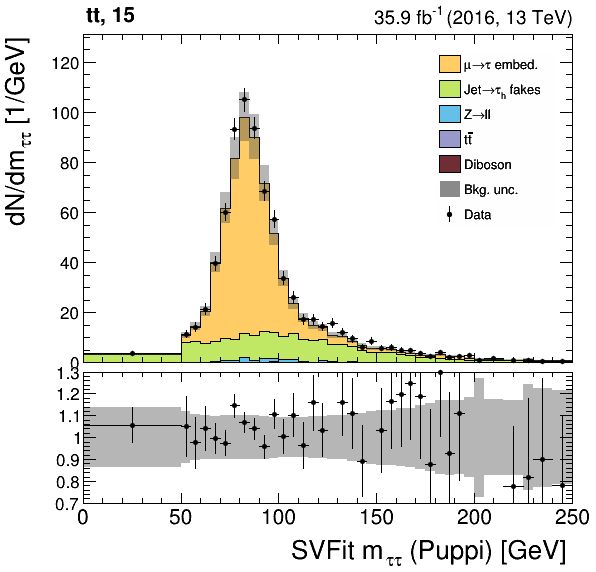 tt, 15
35.9 fb⁻¹ (2016, 13 TeV)
dN/dm_ττ [1/GeV]
120
100
80
60
40
20
0
μ→τ embed.
Jet→τ_h fakes
Z→ll
tt̅
Diboson
Bkg. unc.
Data
1.3
1.2
1.1
1
0.9
0.8
0.7
0 50 100 150 200 250
SVFit m_ττ (Puppi) [GeV]